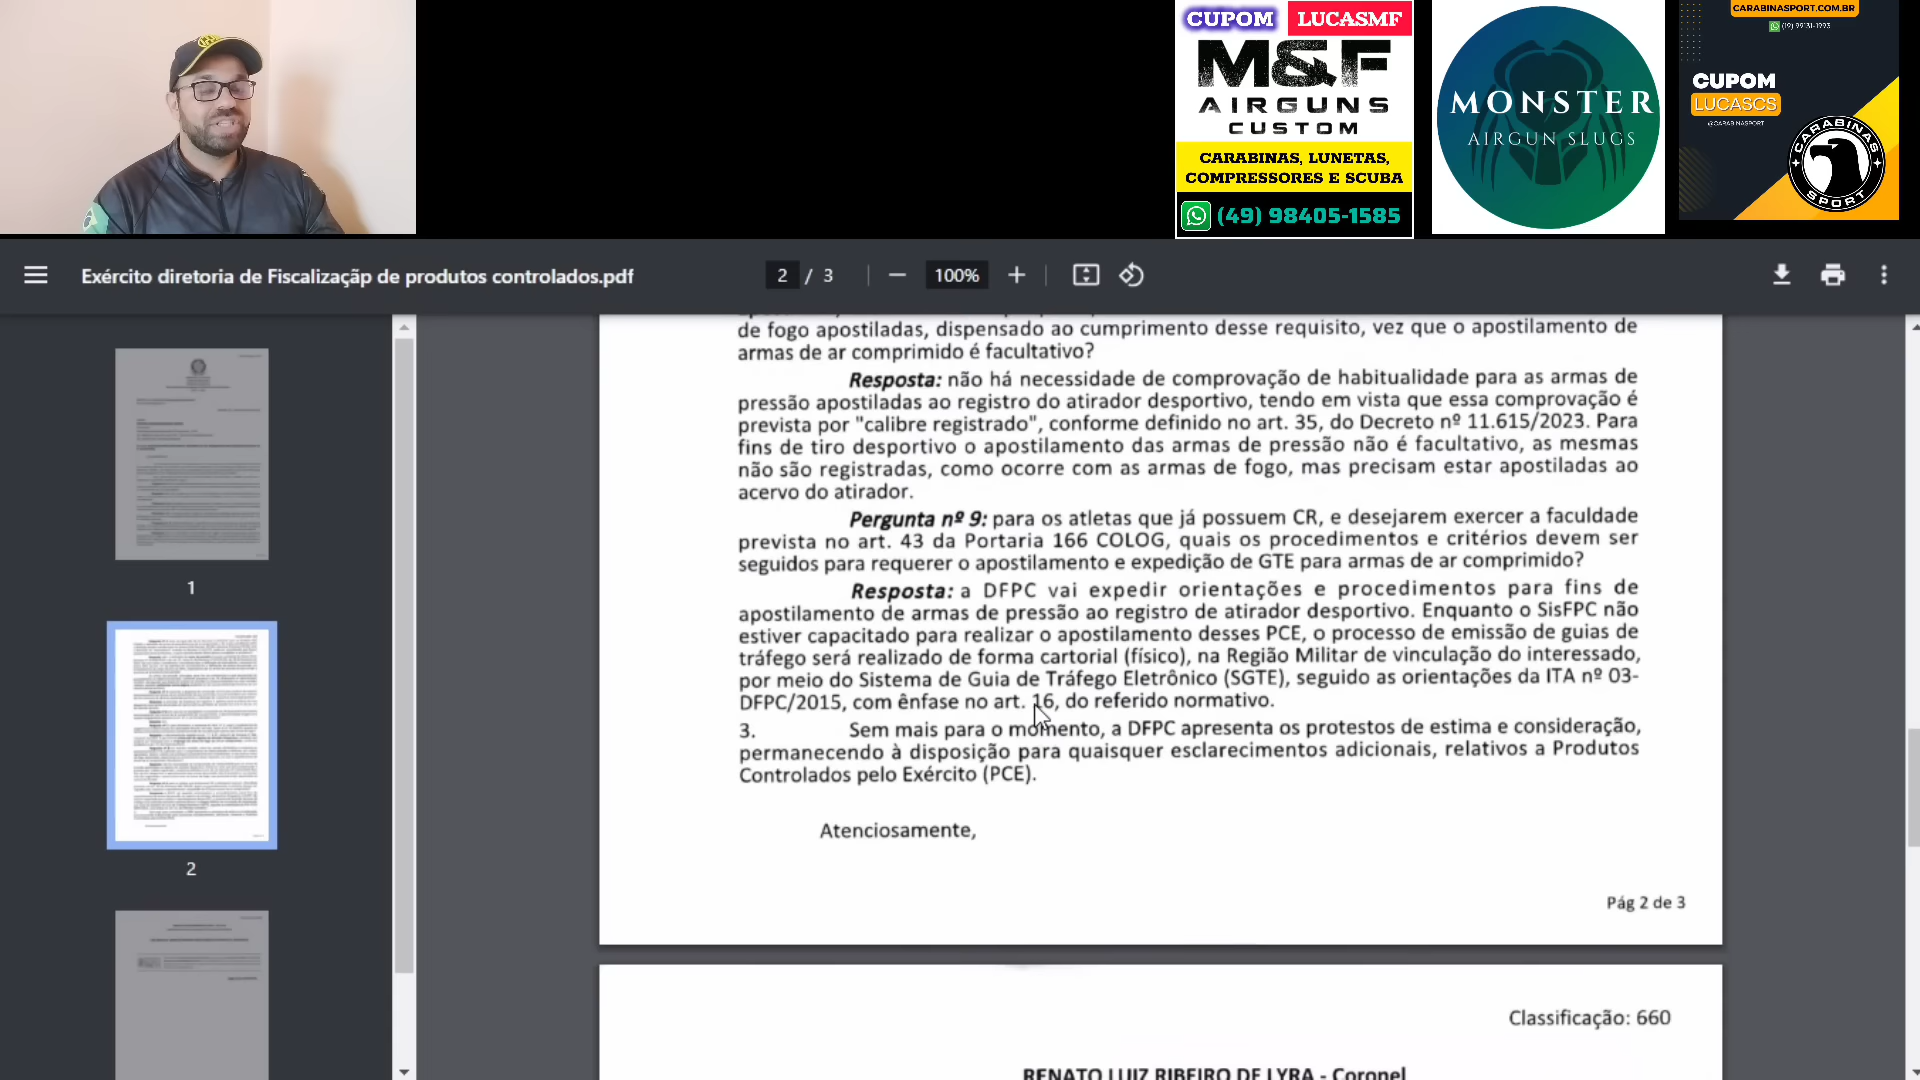 CUPOM LUCASMF
M&F
AIRGUNS
CUSTOM
CARABINAS, LUNETAS,
COMPRESSORES E SCUBA
(49) 98405-1585
MONSTER
AIRGUN SLUGS
CARABINASPORT.COM.BR
(19) 99131-1993
CUPOM
LUCASCS
@CARABINASPORT
CARABINAS
SPORT
Exército diretoria de Fiscalizaçãp de produtos controlados.pdf
2 / 3
100%
1
2
de fogo apostiladas, dispensado ao cumprimento desse requisito, vez que o apostilamento de
armas de ar comprimido é facultativo?
Resposta: não há necessidade de comprovação de habitualidade para as armas de
pressão apostiladas ao registro do atirador desportivo, tendo em vista que essa comprovação é
prevista por "calibre registrado", conforme definido no art. 35, do Decreto nº 11.615/2023. Para
fins de tiro desportivo o apostilamento das armas de pressão não é facultativo, as mesmas
não são registradas, como ocorre com as armas de fogo, mas precisam estar apostiladas ao
acervo do atirador.
Pergunta nº 9: para os atletas que já possuem CR, e desejarem exercer a faculdade
prevista no art. 43 da Portaria 166 COLOG, quais os procedimentos e critérios devem ser
seguidos para requerer o apostilamento e expedição de GTE para armas de ar comprimido?
Resposta: a DFPC vai expedir orientações e procedimentos para fins de
apostilamento de armas de pressão ao registro de atirador desportivo. Enquanto o SisFPC não
estiver capacitado para realizar o apostilamento desses PCE, o processo de emissão de guias de
tráfego será realizado de forma cartorial (físico), na Região Militar de vinculação do interessado,
por meio do Sistema de Guia de Tráfego Eletrônico (SGTE), seguido as orientações da ITA nº 03-
DFPC/2015, com ênfase no art. 16, do referido normativo.
3. Sem mais para o momento, a DFPC apresenta os protestos de estima e consideração,
permanecendo à disposição para quaisquer esclarecimentos adicionais, relativos a Produtos
Controlados pelo Exército (PCE).
Atenciosamente,
Pág 2 de 3
Classificação: 660
RENATO LUIZ RIBEIRO DE LYRA - Coronel